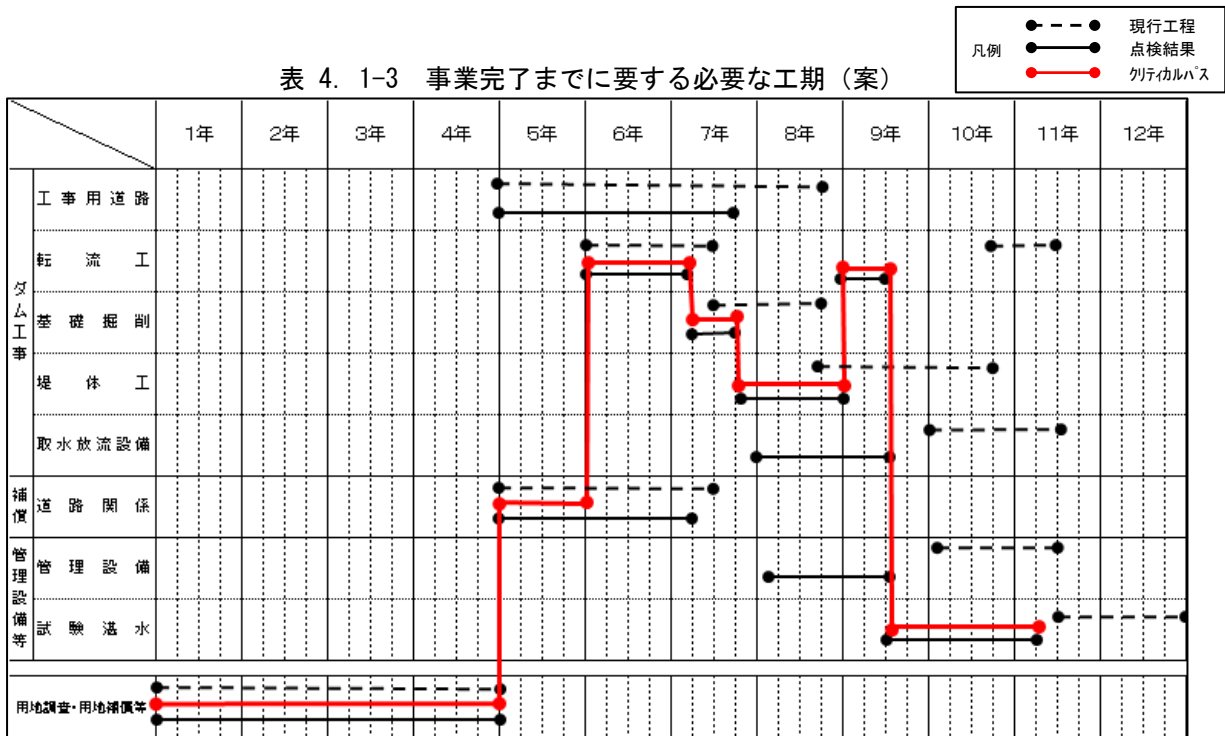 凡例
現行工程
点検結果
クリティカルパス
表 4. 1-3 事業完了までに要する必要な工期（案）
1年 2年 3年 4年 5年 6年 7年 8年 9年 10年 11年 12年
ダム工事
工事用道路
転流工
基礎掘削
堤体工
取水放流設備
補償
道路関係
管理設備等
管理設備
試験湛水
用地調査・用地補償等